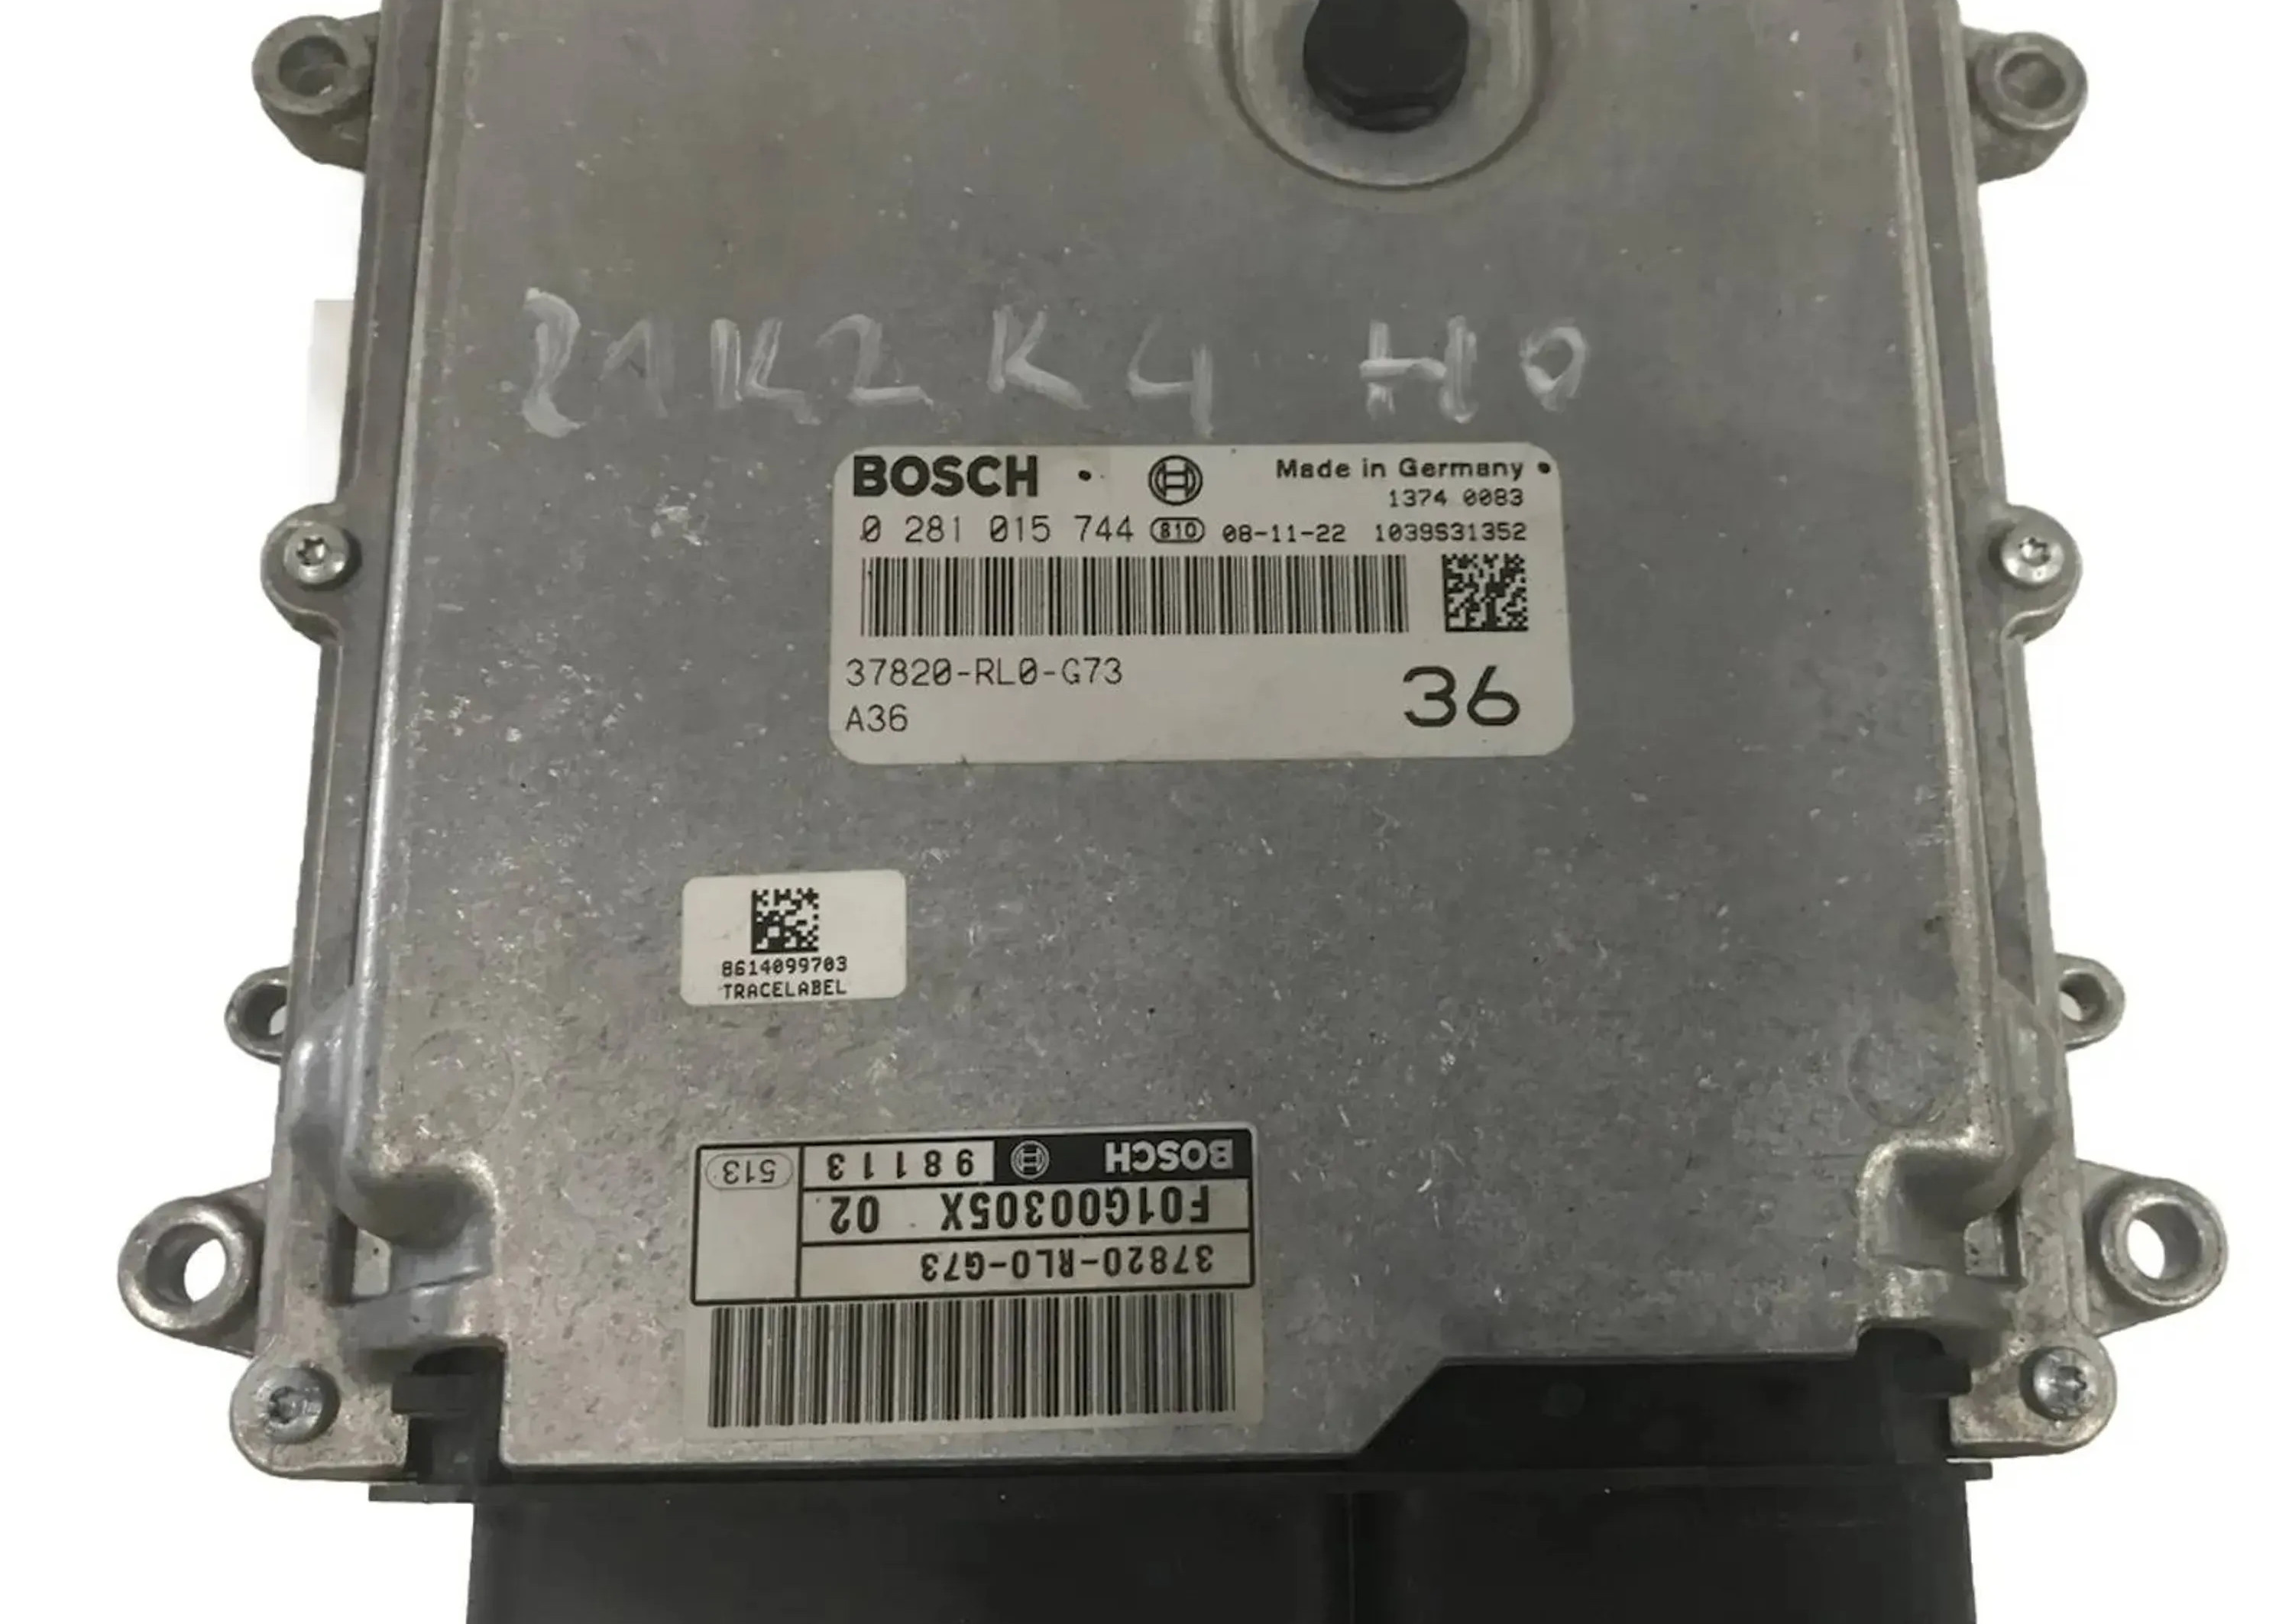 21K2K4 HO
BOSCH
Made in Germany
1374 0083
0 281 015 744 810 08-11-22 1039S31352
37820-RL0-G73
A36 36
8614099703
TRACELABEL
BOSCH 98113 513
F01G00305X 02
37820-RL0-G73